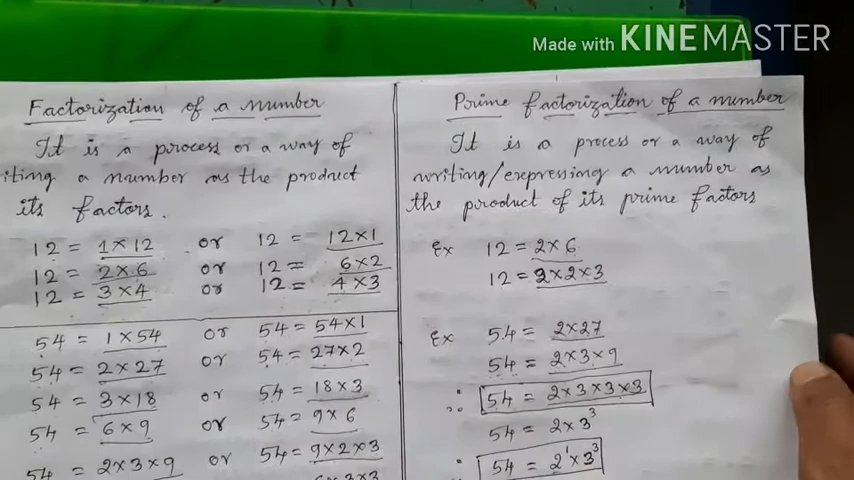 Made with KINEMASTER
Factorization of a number
It is a process or a way of
iting a number as the product
its factors.
12 = 1×12 or 12 = 12×1
12 = 2×6 or 12 = 6×2
12 = 3×4 or 12 = 4×3
54 = 1×54 or 54 = 54×1
54 = 2×27 or 54 = 27×2
54 = 3×18 or 54 = 18×3
54 = 6×9 or 54 = 9×6
54 = 2×3×9 or 54 = 9×2×3
Prime factorization of a number
It is a process or a way of
writing/expressing a number as
the product of its prime factors
Ex 12 = 2×6
12 = 2×2×3
Ex 54 = 2×27
54 = 2×3×9
∴ 54 = 2×3×3×3
54 = 2×3³
∴ 54 = 2¹×3³